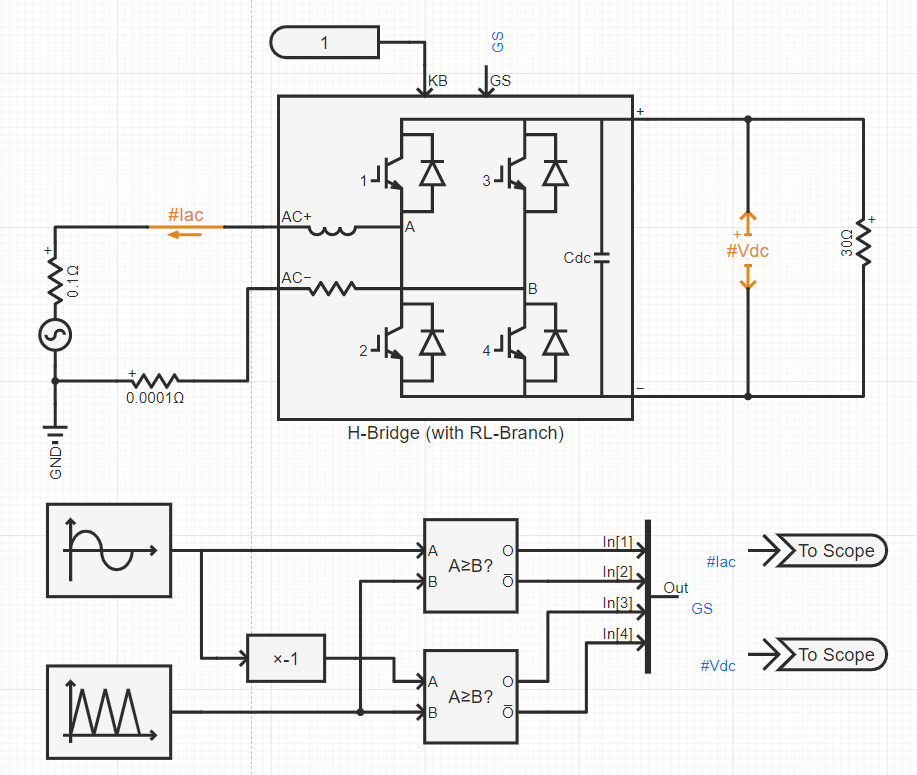 1
GS
KB
GS
+
#Iac
AC+
1
3
A
+
0.1Ω
Cdc
+
#Vdc
30Ω
+
AC−
B
2
4
+
0.0001Ω
−
GND
H-Bridge (with RL-Branch)
A
B
A≥B?
O
O̅
In[1]
In[2]
In[3]
In[4]
Out
GS
#Iac
To Scope
×-1
A
B
A≥B?
O
O̅
#Vdc
To Scope